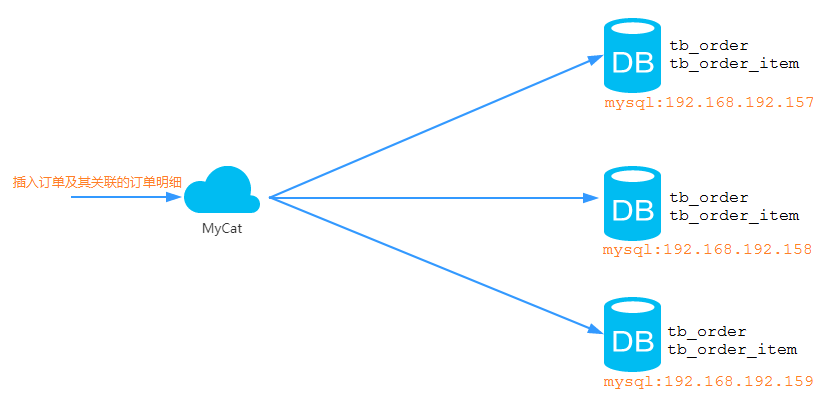 DB
tb_order
tb_order_item
mysql:192.168.192.157
插入订单及其关联的订单明细
MyCat
DB
tb_order
tb_order_item
mysql:192.168.192.158
DB
tb_order
tb_order_item
mysql:192.168.192.159